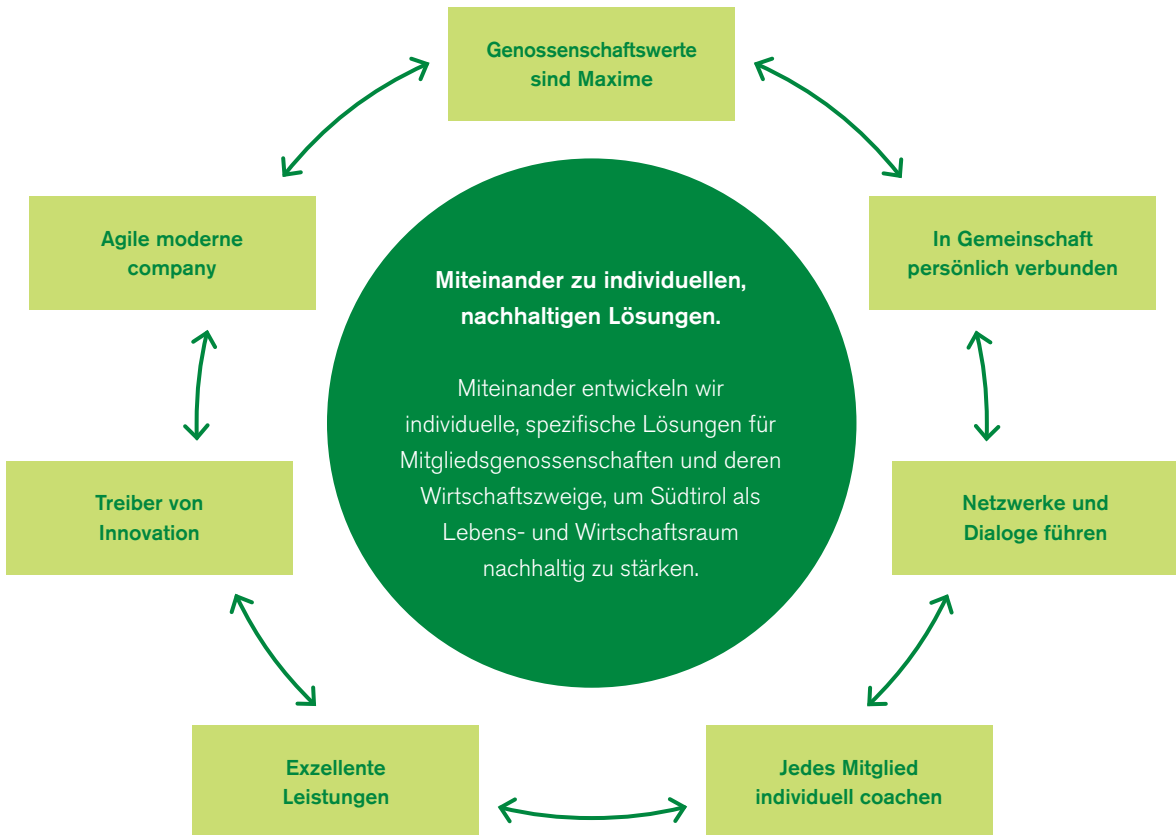 Genossenschaftswerte
sind Maxime
In Gemeinschaft
persönlich verbunden
Netzwerke und
Dialoge führen
Jedes Mitglied
individuell coachen
Exzellente
Leistungen
Treiber von
Innovation
Agile moderne
company
Miteinander zu individuellen,
nachhaltigen Lösungen.
Miteinander entwickeln wir
individuelle, spezifische Lösungen für
Mitgliedsgenossenschaften und deren
Wirtschaftszweige, um Südtirol als
Lebens- und Wirtschaftsraum
nachhaltig zu stärken.